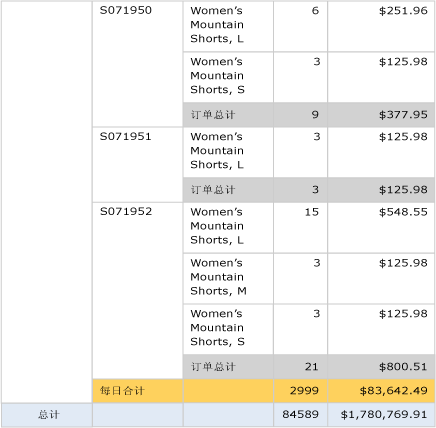 S071950 Women's 6 $251.96
Mountain
Shorts, L
Women's 3 $125.98
Mountain
Shorts, S
订单总计 9 $377.95
S071951 Women's 3 $125.98
Mountain
Shorts, L
订单总计 3 $125.98
S071952 Women's 15 $548.55
Mountain
Shorts, L
Women's 3 $125.98
Mountain
Shorts, M
Women's 3 $125.98
Mountain
Shorts, S
订单总计 21 $800.51
每日合计 2999 $83,642.49
总计 84589 $1,780,769.91